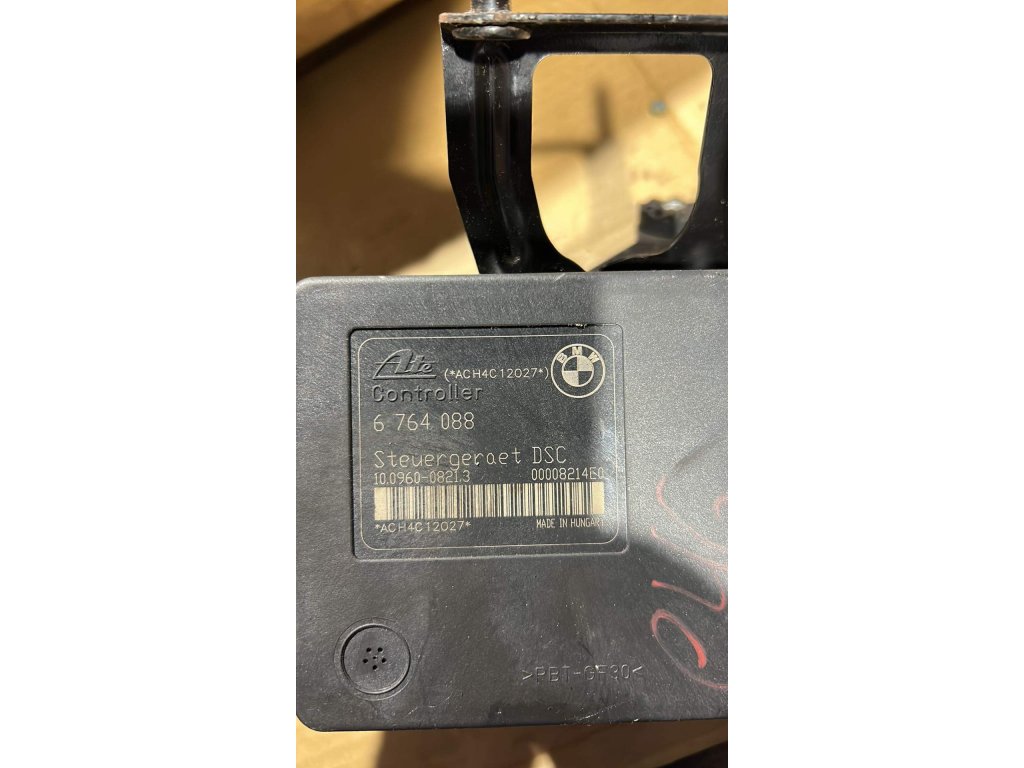 Ate (*ACH4C12027*) BMW
Controller
6 764 088
Steuergeraet DSC
10.0960-0821.3 00008214E0
*ACH4C12027* MADE IN HUNGARY
>PBT-GF30<